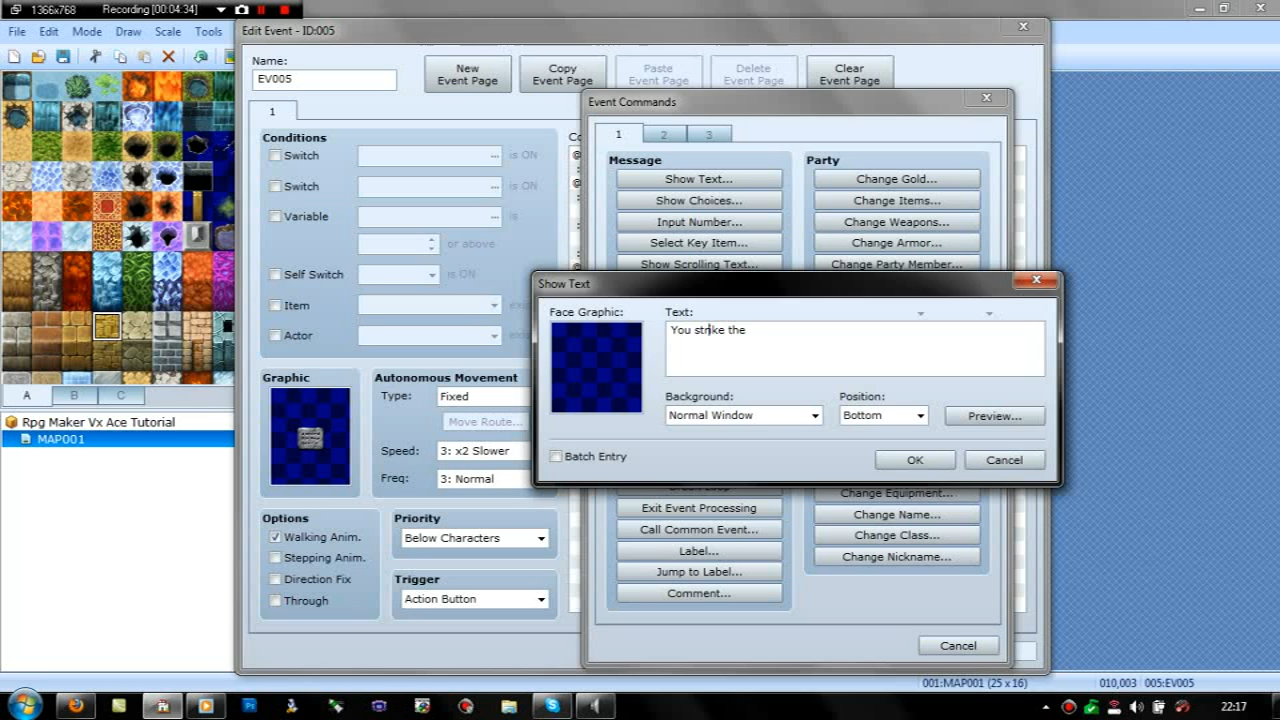 1366x768 Recording [00:04:34]
File Edit Mode Draw Scale Tools
Edit Event - ID:005
Name:
EV005
New Event Page
Copy Event Page
Paste Event Page
Delete Event Page
Clear Event Page
1
Conditions
Switch ... is ON
Switch ... is ON
Variable ... is
or above
Self Switch is ON
Item
Actor
Graphic
Autonomous Movement
Type: Fixed
Move Route...
Speed: 3: x2 Slower
Freq: 3: Normal
Options
Walking Anim.
Stepping Anim.
Direction Fix
Through
Priority
Below Characters
Trigger
Action Button
Event Commands
1 2 3
Message
Show Text...
Show Choices...
Input Number...
Select Key Item...
Show Scrolling Text...
Party
Change Gold...
Change Items...
Change Weapons...
Change Armor...
Change Party Member...
Show Text
Face Graphic:
Text:
You strike the
Background:
Normal Window
Position:
Bottom
Preview...
Batch Entry
OK
Cancel
Exit Event Processing
Call Common Event...
Label...
Jump to Label...
Comment...
Change Equipment...
Change Name...
Change Class...
Change Nickname...
Cancel
A B C
Rpg Maker Vx Ace Tutorial
MAP001
001:MAP001 (25 x 16) 010,003 005:EV005
22:17